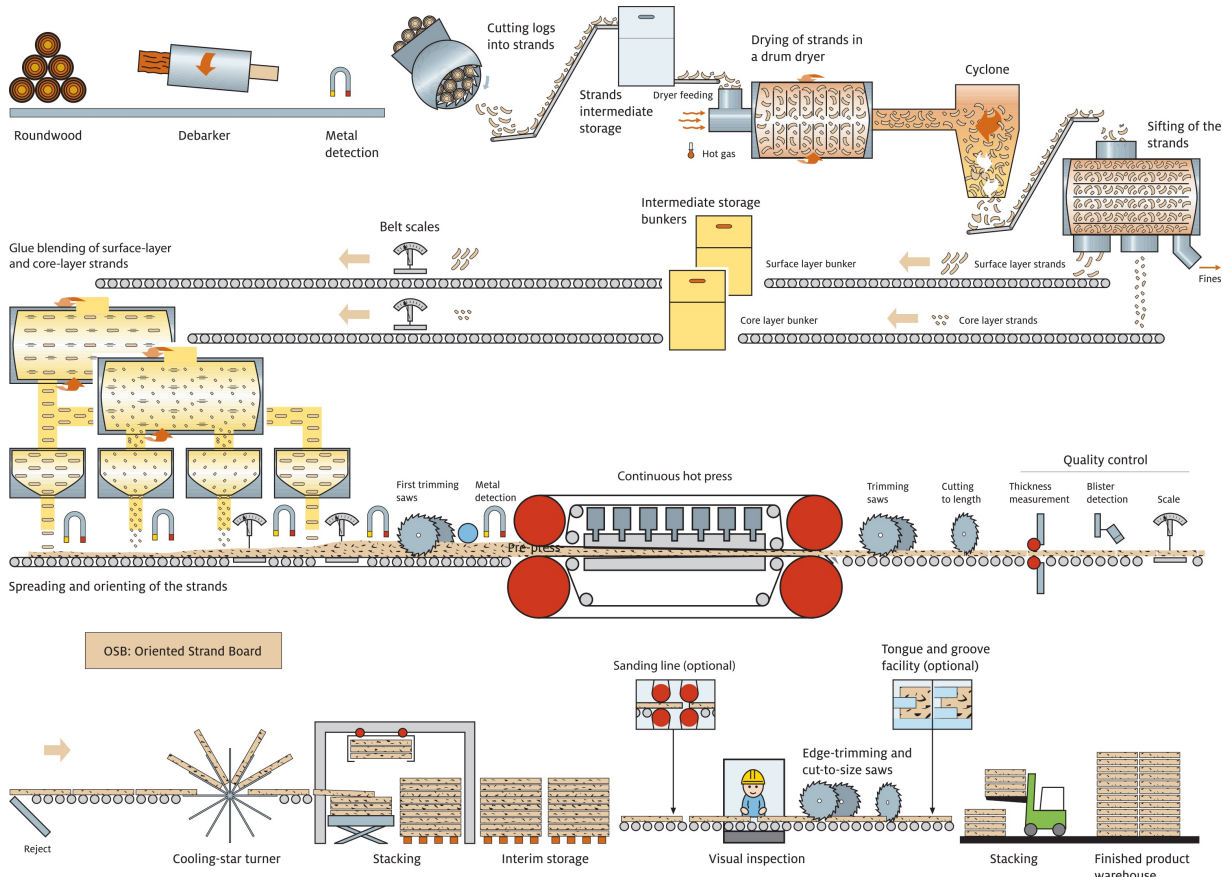 Cutting logs
into strands
Drying of strands in
a drum dryer
Cyclone
Strands
intermediate
storage
Dryer feeding
Hot gas
Roundwood
Debarker
Metal
detection
Sifting of the
strands
Intermediate storage
bunkers
Belt scales
Glue blending of surface-layer
and core-layer strands
Surface layer bunker
Surface layer strands
Fines
Core layer bunker
Core layer strands
First trimming
saws
Metal
detection
Continuous hot press
Pre-press
Trimming
saws
Cutting
to length
Quality control
Thickness
measurement
Blister
detection
Scale
Spreading and orienting of the strands
OSB: Oriented Strand Board
Sanding line (optional)
Tongue and groove
facility (optional)
Edge-trimming and
cut-to-size saws
Reject
Cooling-star turner
Stacking
Interim storage
Visual inspection
Stacking
Finished product
warehouse